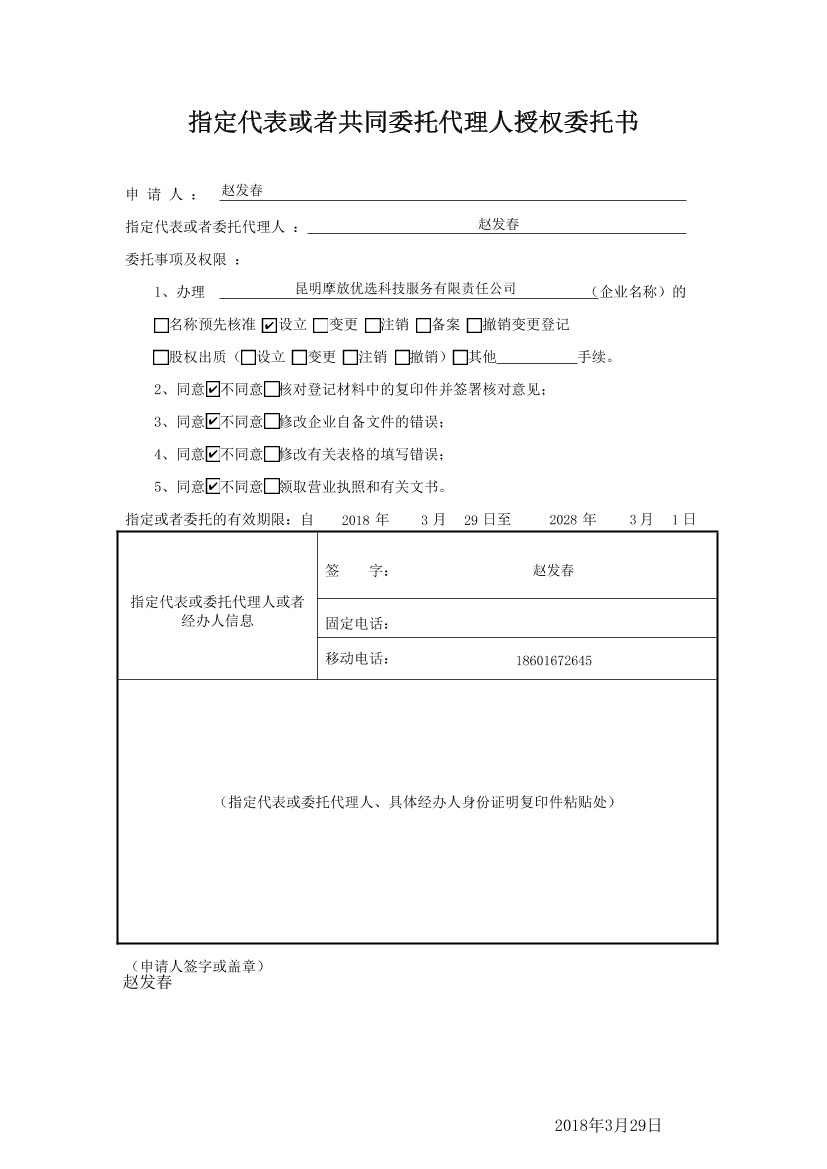 指定代表或者共同委托代理人授权委托书
申 请 人 ： 赵发春
指定代表或者委托代理人 ： 赵发春
委托事项及权限 ：
1、办理 昆明摩放优选科技服务有限责任公司 （企业名称）的
□名称预先核准 ☑设立 □变更 □注销 □备案 □撤销变更登记
□股权出质（□设立 □变更 □注销 □撤销）□其他__________手续。
2、同意☑不同意□核对登记材料中的复印件并签署核对意见；
3、同意☑不同意□修改企业自备文件的错误；
4、同意☑不同意□修改有关表格的填写错误；
5、同意☑不同意□领取营业执照和有关文书。
指定或者委托的有效期限：自 2018 年 3 月 29 日至 2028 年 3 月 1 日
指定代表或委托代理人或者
经办人信息
签 字： 赵发春
固定电话：
移动电话： 18601672645
（指定代表或委托代理人、具体经办人身份证明复印件粘贴处）
（申请人签字或盖章）
赵发春
2018年3月29日